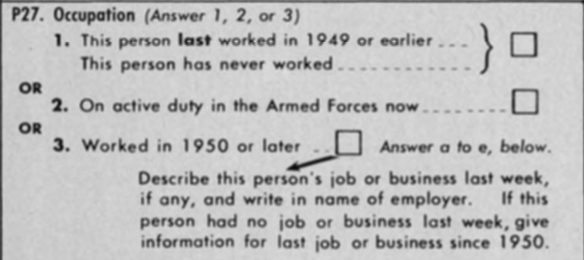 P27. Occupation (Answer 1, 2, or 3)
1. This person last worked in 1949 or earlier ...
This person has never worked ............
OR
2. On active duty in the Armed Forces now ........
OR
3. Worked in 1950 or later .. Answer a to e, below.
Describe this person's job or business last week,
if any, and write in name of employer. If this
person had no job or business last week, give
information for last job or business since 1950.